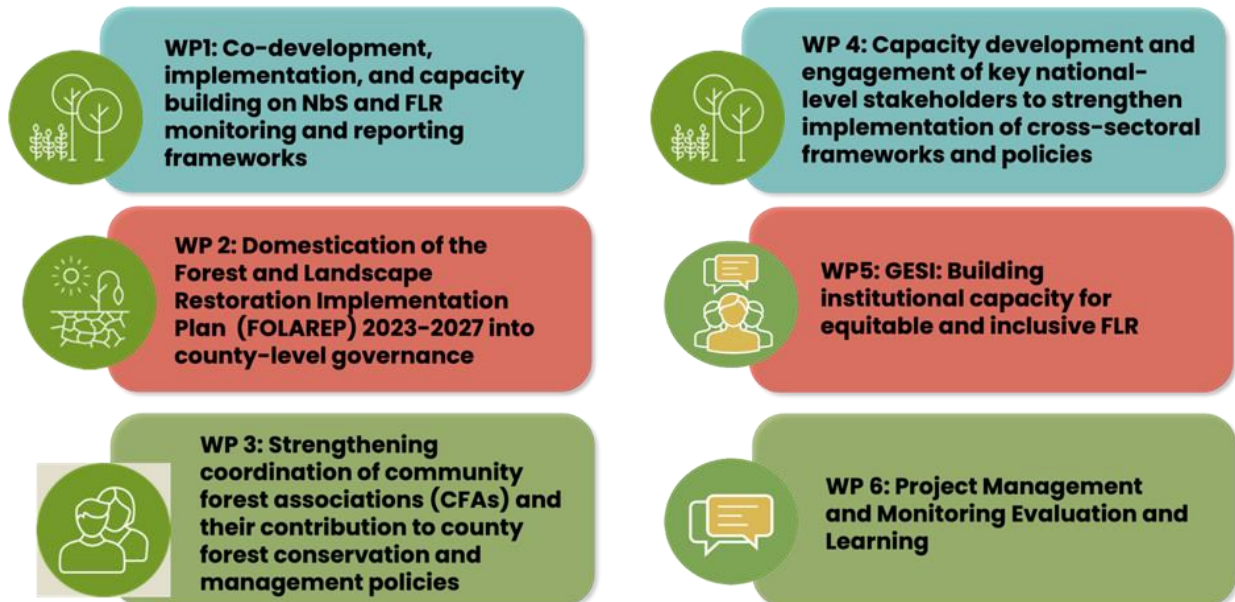 WP1: Co-development,
implementation, and capacity
building on NbS and FLR
monitoring and reporting
frameworks
WP 2: Domestication of the
Forest and Landscape
Restoration Implementation
Plan (FOLAREP) 2023-2027 into
county-level governance
WP 3: Strengthening
coordination of community
forest associations (CFAs) and
their contribution to county
forest conservation and
management policies
WP 4: Capacity development and
engagement of key national-
level stakeholders to strengthen
implementation of cross-sectoral
frameworks and policies
WP5: GESI: Building
institutional capacity for
equitable and inclusive FLR
WP 6: Project Management
and Monitoring Evaluation and
Learning